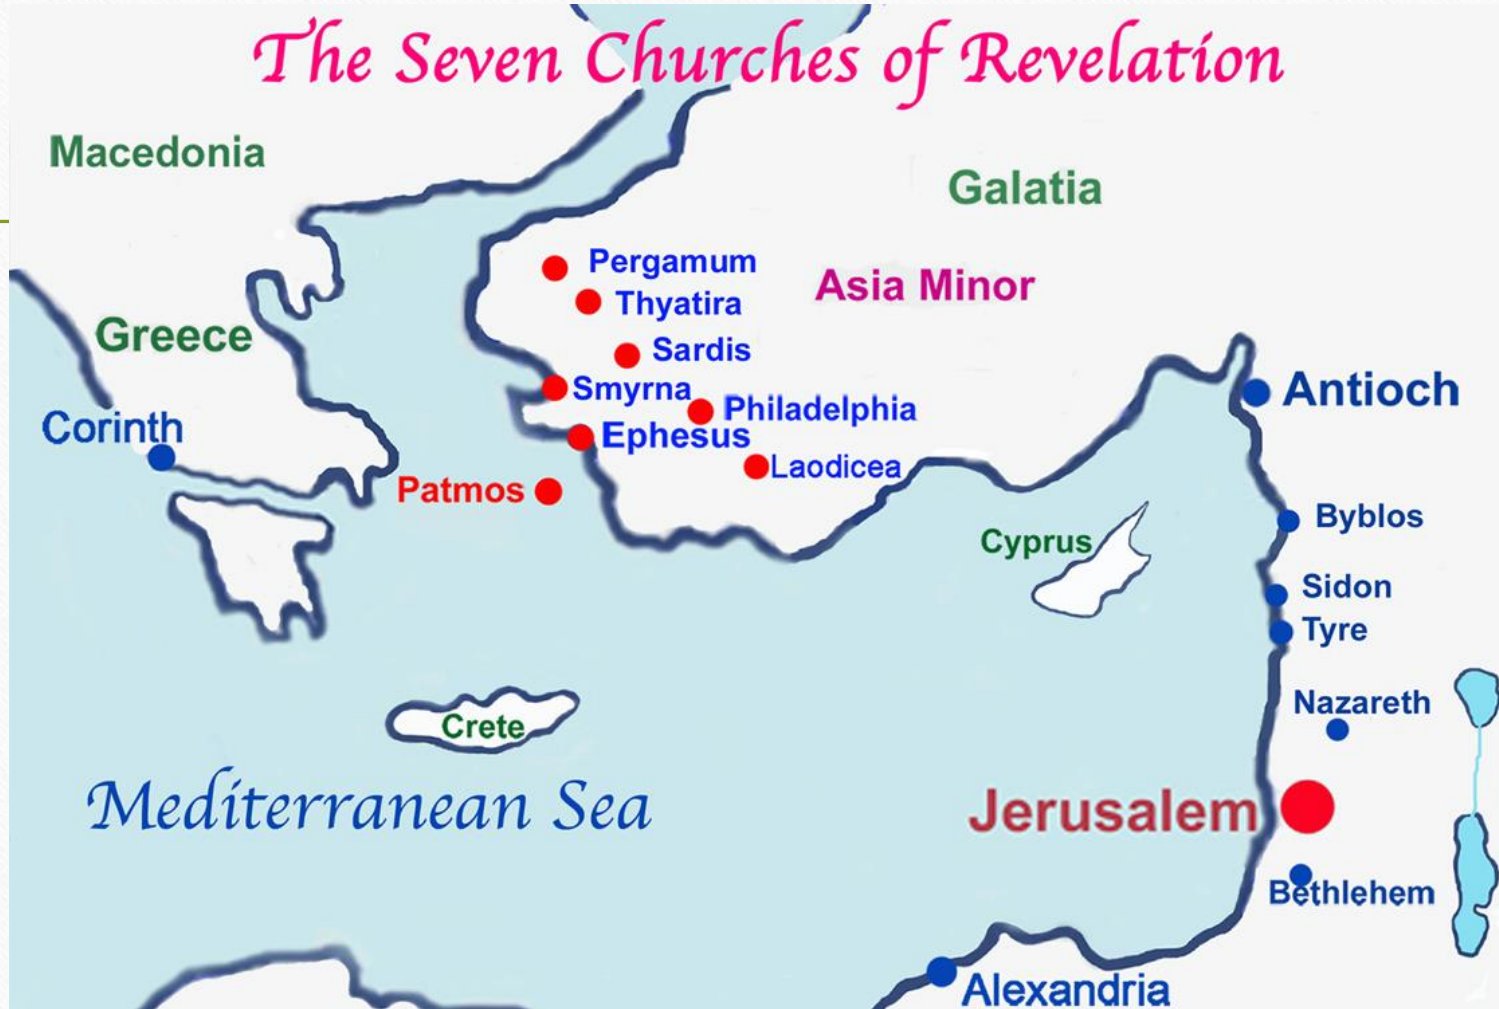 The Seven Churches of Revelation
Macedonia
Galatia
Pergamum
Asia Minor
Thyatira
Greece
Sardis
Smyrna
Antioch
Philadelphia
Corinth
Ephesus
Laodicea
Patmos
Byblos
Cyprus
Sidon
Tyre
Nazareth
Crete
Mediterranean Sea
Jerusalem
Bethlehem
Alexandria